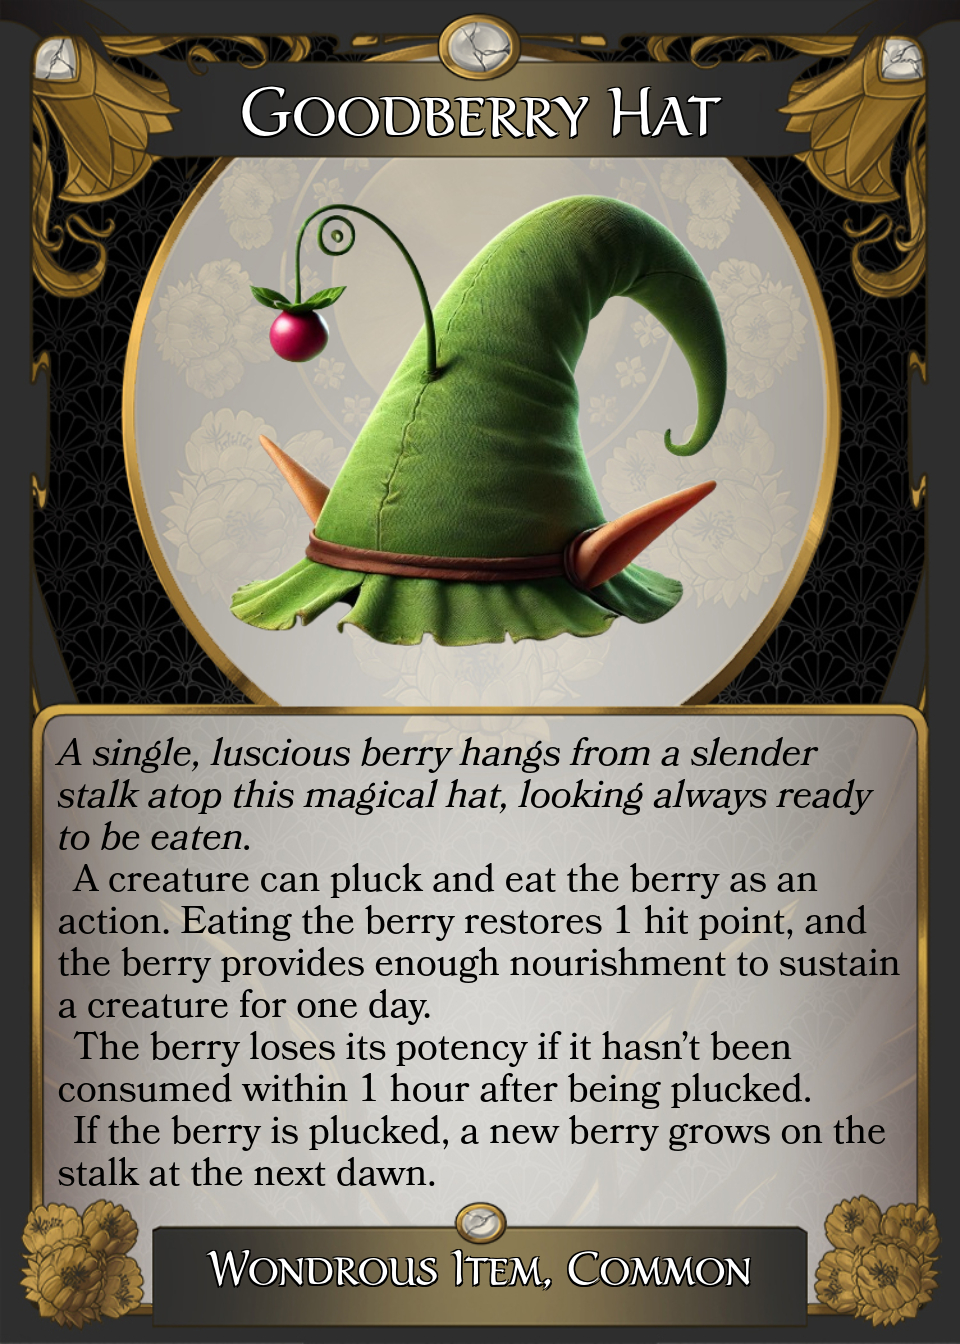 Goodberry Hat
A single, luscious berry hangs from a slender
stalk atop this magical hat, looking always ready
to be eaten.
A creature can pluck and eat the berry as an
action. Eating the berry restores 1 hit point, and
the berry provides enough nourishment to sustain
a creature for one day.
The berry loses its potency if it hasn't been
consumed within 1 hour after being plucked.
If the berry is plucked, a new berry grows on the
stalk at the next dawn.
Wondrous Item, Common